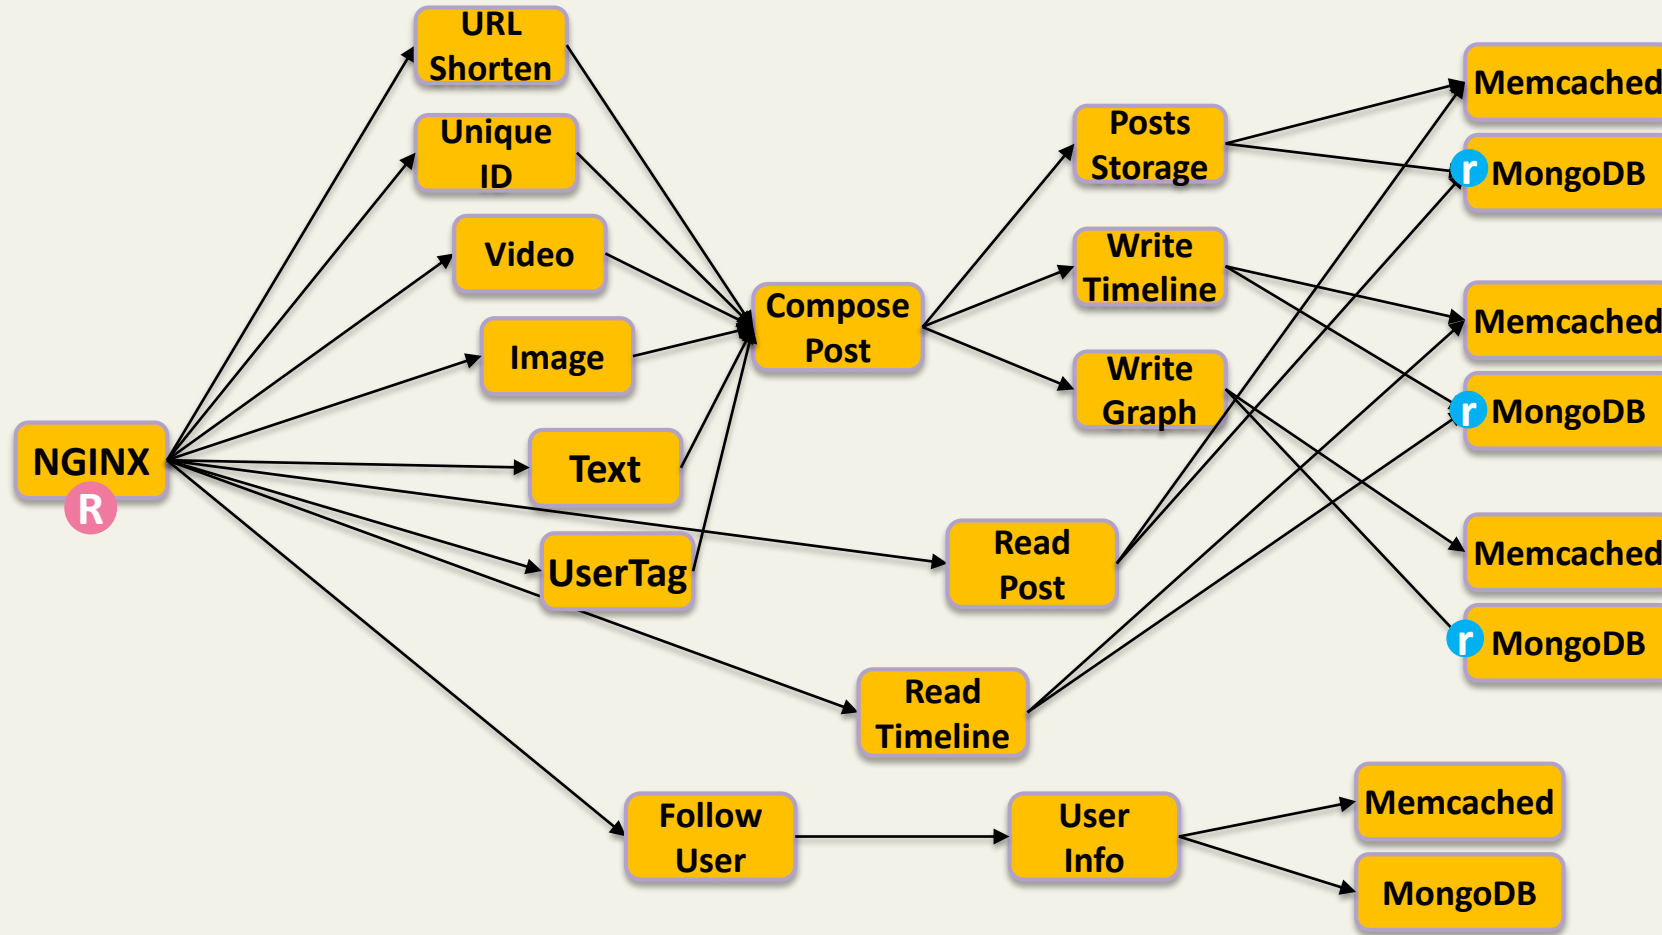 URL
Shorten
Unique
ID
Video
Image
NGINX
R
Text
UserTag
Compose
Post
Posts
Storage
Write
Timeline
Write
Graph
Read
Post
Read
Timeline
Follow
User
User
Info
Memcached
r
MongoDB
Memcached
r
MongoDB
Memcached
r
MongoDB
Memcached
MongoDB